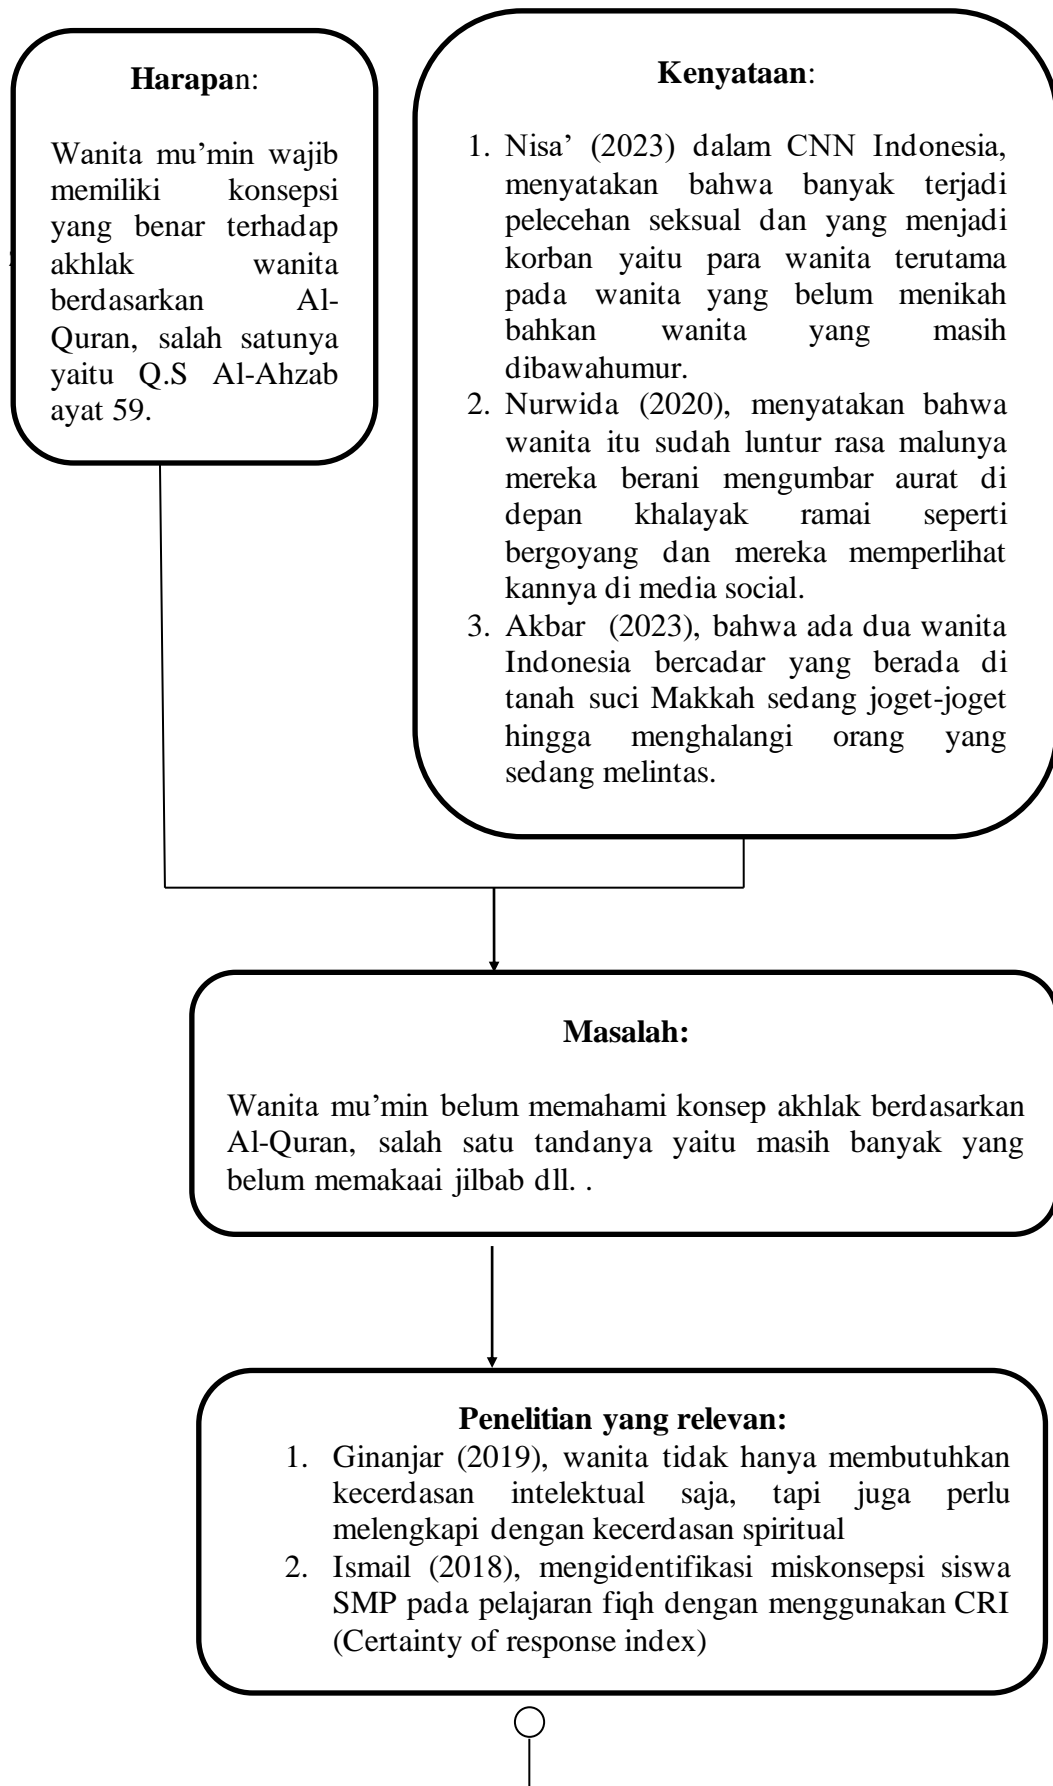 Harapan:
Wanita mu’min wajib
memiliki konsepsi
yang benar terhadap
akhlak wanita
berdasarkan Al-
Quran, salah satunya
yaitu Q.S Al-Ahzab
ayat 59.
Kenyataan:
1. Nisa’ (2023) dalam CNN Indonesia,
menyatakan bahwa banyak terjadi
pelecehan seksual dan yang menjadi
korban yaitu para wanita terutama
pada wanita yang belum menikah
bahkan wanita yang masih
dibawahumur.
2. Nurwida (2020), menyatakan bahwa
wanita itu sudah luntur rasa malunya
mereka berani mengumbar aurat di
depan khalayak ramai seperti
bergoyang dan mereka memperlihat
kannya di media social.
3. Akbar (2023), bahwa ada dua wanita
Indonesia bercadar yang berada di
tanah suci Makkah sedang joget-joget
hingga menghalangi orang yang
sedang melintas.
Masalah:
Wanita mu’min belum memahami konsep akhlak berdasarkan
Al-Quran, salah satu tandanya yaitu masih banyak yang
belum memakaai jilbab dll. .
Penelitian yang relevan:
1. Ginanjar (2019), wanita tidak hanya membutuhkan
kecerdasan intelektual saja, tapi juga perlu
melengkapi dengan kecerdasan spiritual
2. Ismail (2018), mengidentifikasi miskonsepsi siswa
SMP pada pelajaran fiqh dengan menggunakan CRI
(Certainty of response index)